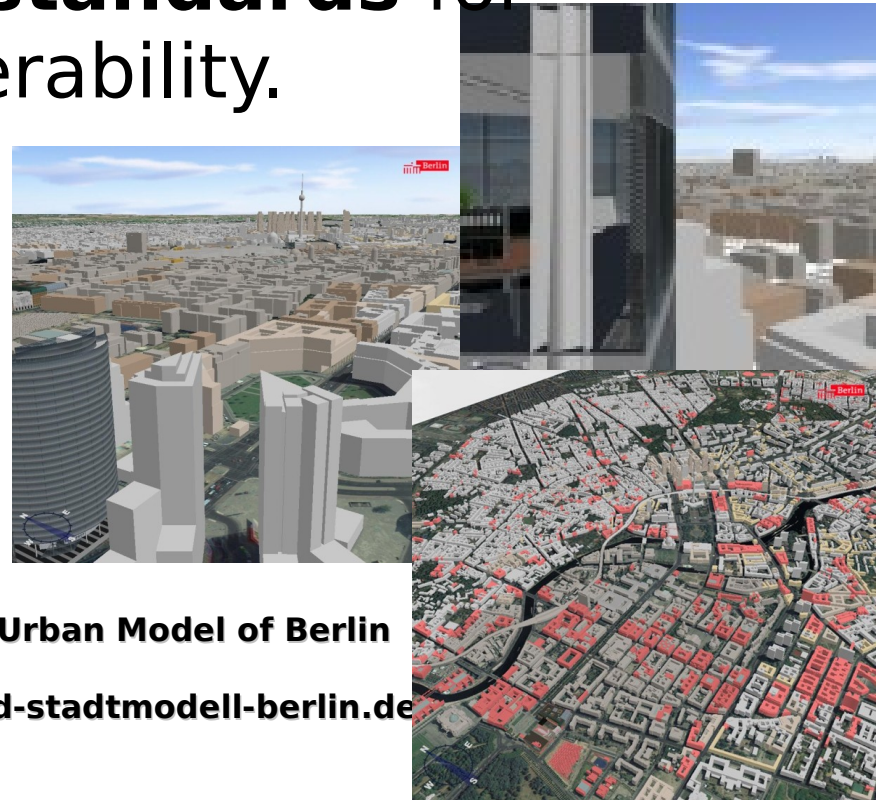 standards for
erability.
Berlin
Berlin
Urban Model of Berlin
d-stadtmodell-berlin.de